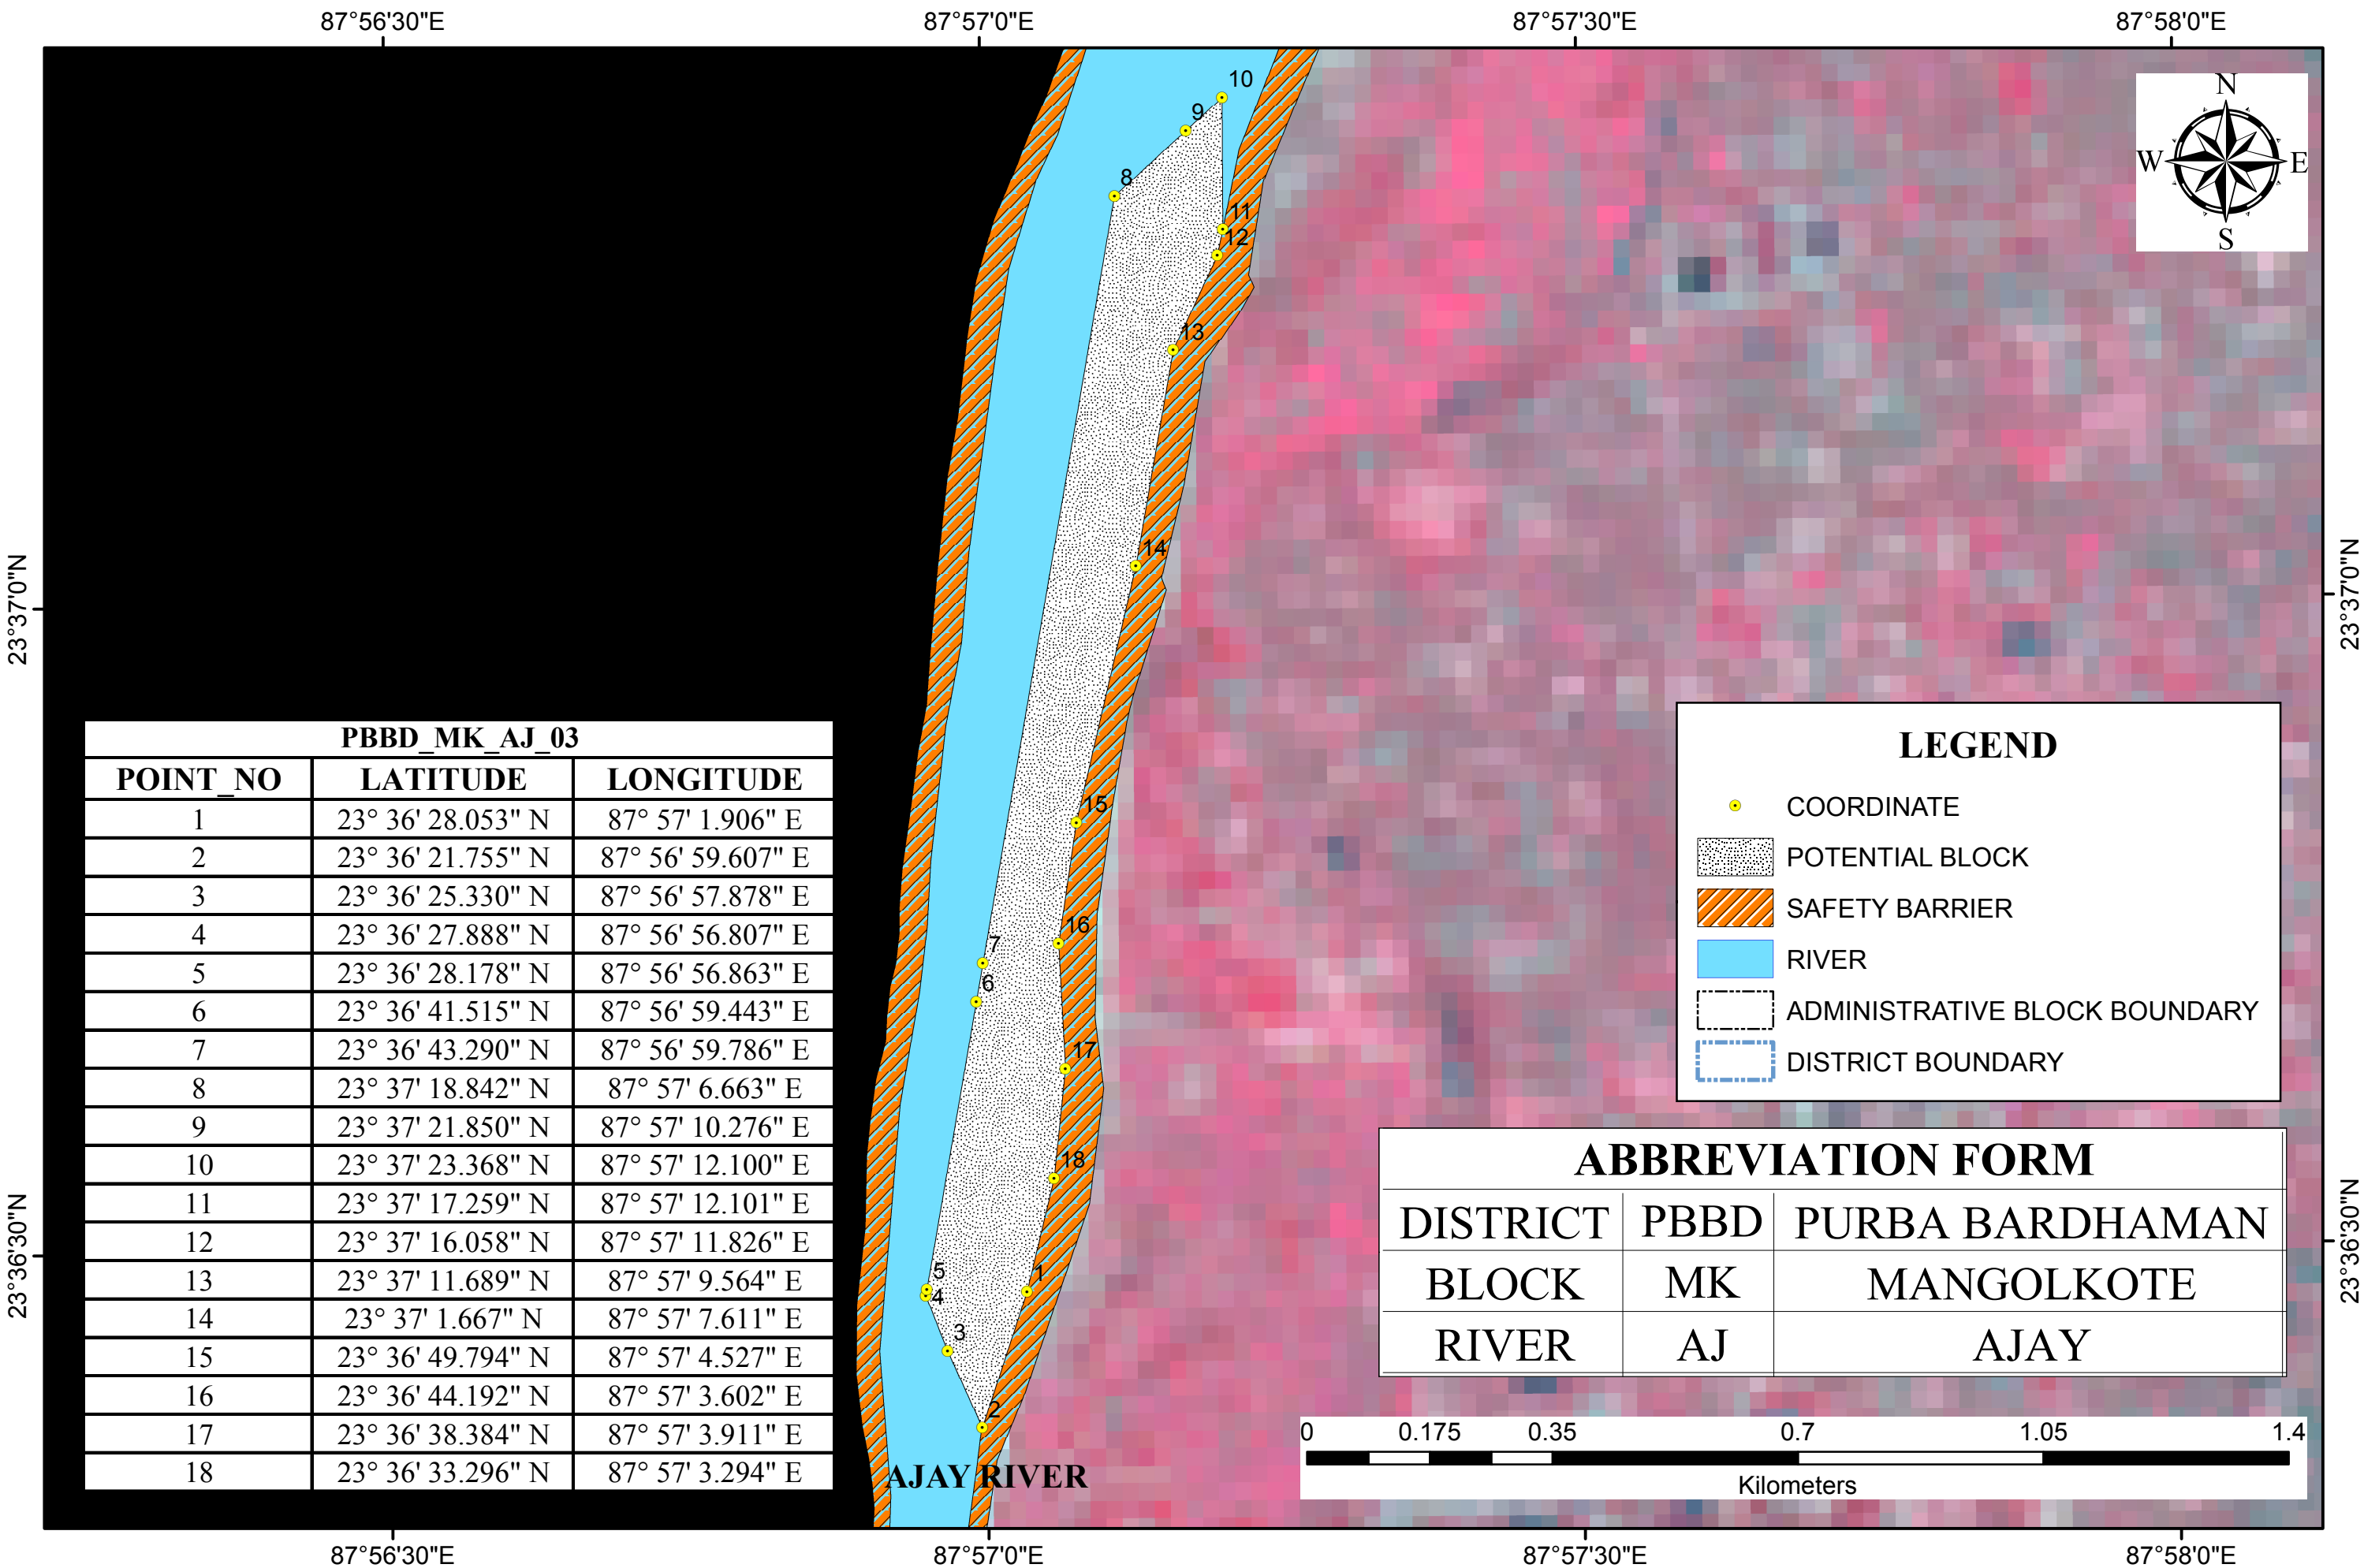 87°56'30"E 87°57'0"E 87°57'30"E 87°58'0"E
10
9
8
11
12
13
14
15
16
7
6
17
18
5
4
1
3
2
N
W E
S
23°37'0"N
23°36'30"N
23°37'0"N
23°36'30"N
PBBD_MK_AJ_03
POINT_NO LATITUDE LONGITUDE
1 23° 36' 28.053" N 87° 57' 1.906" E
2 23° 36' 21.755" N 87° 56' 59.607" E
3 23° 36' 25.330" N 87° 56' 57.878" E
4 23° 36' 27.888" N 87° 56' 56.807" E
5 23° 36' 28.178" N 87° 56' 56.863" E
6 23° 36' 41.515" N 87° 56' 59.443" E
7 23° 36' 43.290" N 87° 56' 59.786" E
8 23° 37' 18.842" N 87° 57' 6.663" E
9 23° 37' 21.850" N 87° 57' 10.276" E
10 23° 37' 23.368" N 87° 57' 12.100" E
11 23° 37' 17.259" N 87° 57' 12.101" E
12 23° 37' 16.058" N 87° 57' 11.826" E
13 23° 37' 11.689" N 87° 57' 9.564" E
14 23° 37' 1.667" N 87° 57' 7.611" E
15 23° 36' 49.794" N 87° 57' 4.527" E
16 23° 36' 44.192" N 87° 57' 3.602" E
17 23° 36' 38.384" N 87° 57' 3.911" E
18 23° 36' 33.296" N 87° 57' 3.294" E
AJAY RIVER
LEGEND
COORDINATE
POTENTIAL BLOCK
SAFETY BARRIER
RIVER
ADMINISTRATIVE BLOCK BOUNDARY
DISTRICT BOUNDARY
ABBREVIATION FORM
DISTRICT PBBD PURBA BARDHAMAN
BLOCK MK MANGOLKOTE
RIVER AJ AJAY
0 0.175 0.35 0.7 1.05 1.4
Kilometers
87°56'30"E 87°57'0"E 87°57'30"E 87°58'0"E